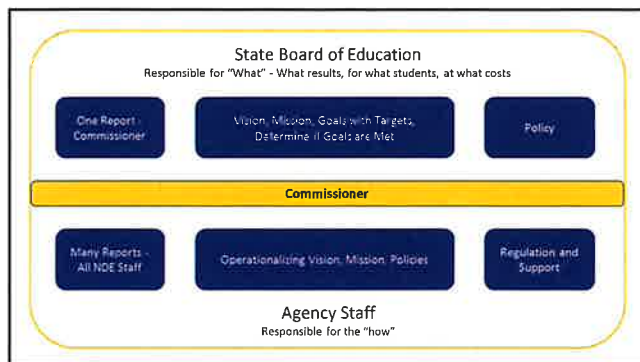 State Board of Education
Responsible for "What" - What results, for what students, at what costs
One Report -
Commissioner
Vision, Mission, Goals with Targets,
Determine if Goals are Met
Policy
Commissioner
Many Reports -
All NDE Staff
Operationalizing Vision, Mission, Policies
Regulation and
Support
Agency Staff
Responsible for the "how"